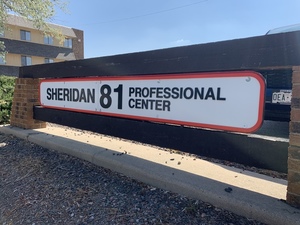 SHERIDAN 81 PROFESSIONAL
CENTER